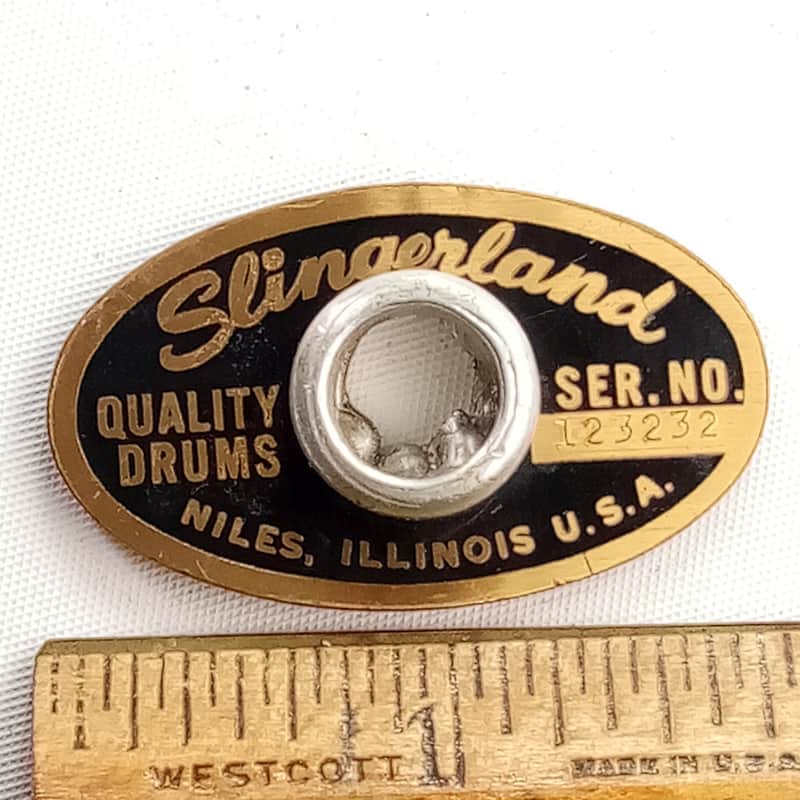 Slingerland
QUALITY
DRUMS
SER. NO.
123232
NILES, ILLINOIS U.S.A.
1
WESTCOTT
MADE IN U.S.A.